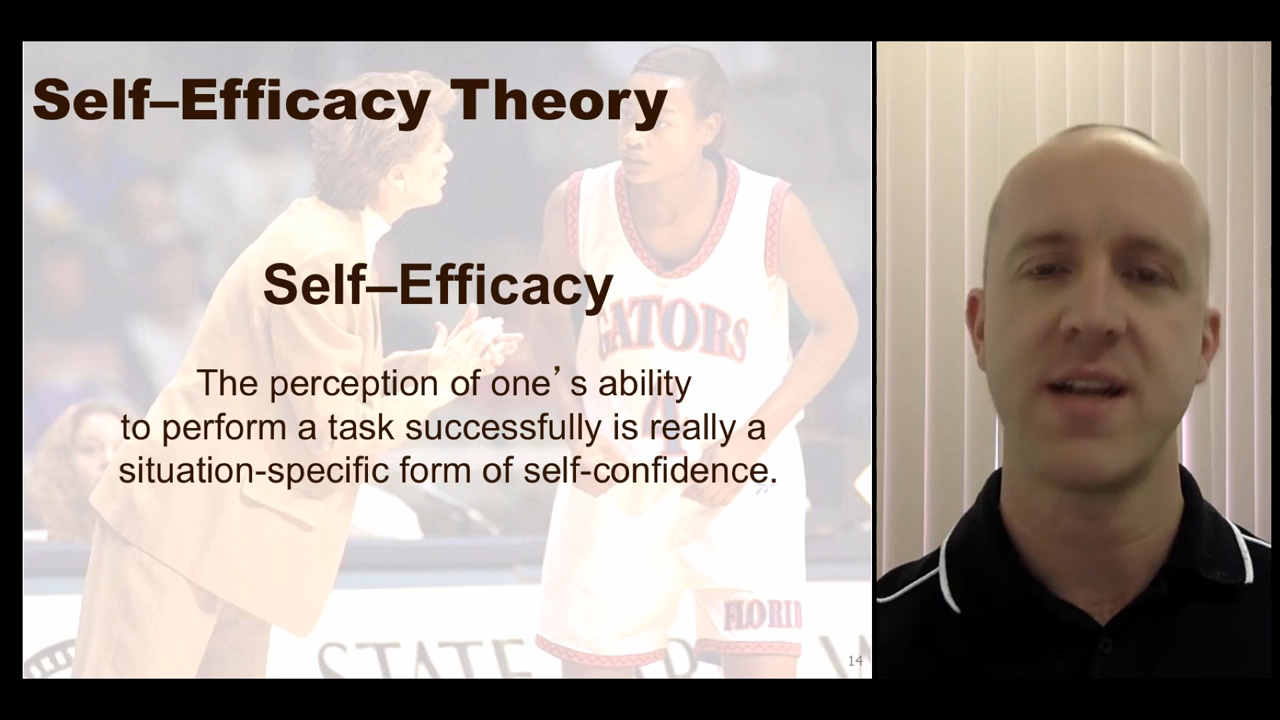 Self–Efficacy Theory
Self–Efficacy
The perception of one’s ability
to perform a task successfully is really a
situation-specific form of self-confidence.
GATORS
FLORI
STATE
14